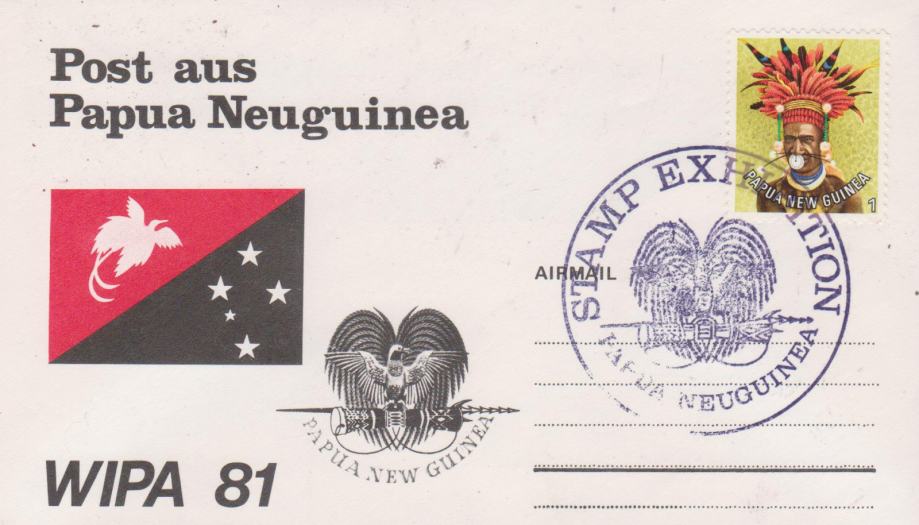 Post aus
Papua Neuguinea
PAPUA NEW GUINEA
1
STAMP EXHIBITION
PAPUA NEUGUINEA
AIRMAIL
PAPUA NEW GUINEA
WIPA 81